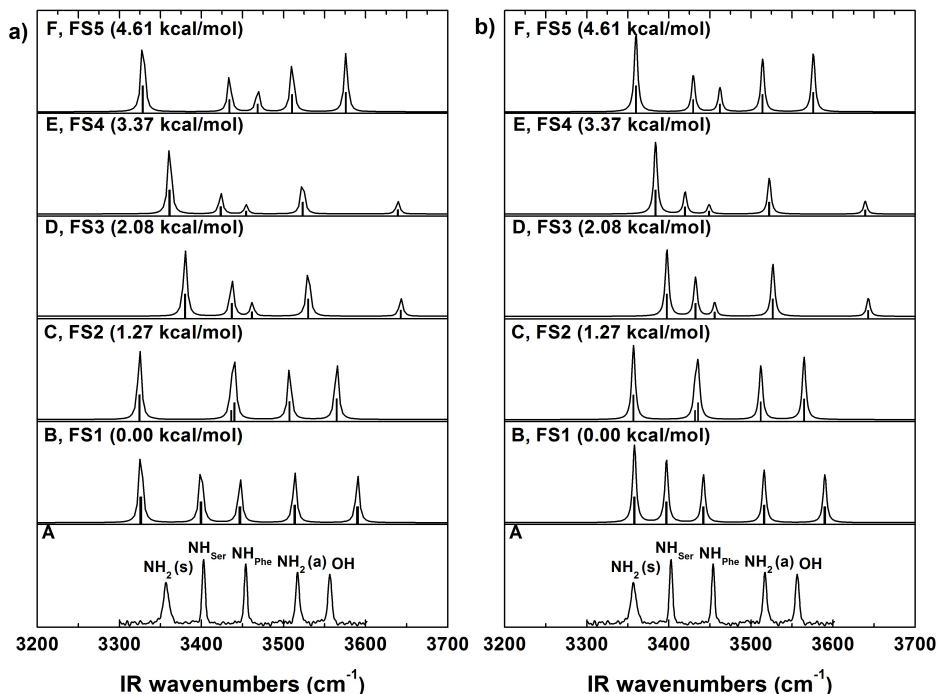 a)
F, FS5 (4.61 kcal/mol)
E, FS4 (3.37 kcal/mol)
D, FS3 (2.08 kcal/mol)
C, FS2 (1.27 kcal/mol)
B, FS1 (0.00 kcal/mol)
A
NH2 (s) NHSer NHPhe NH2 (a) OH
3200 3300 3400 3500 3600 3700
IR wavenumbers (cm-1)
b)
F, FS5 (4.61 kcal/mol)
E, FS4 (3.37 kcal/mol)
D, FS3 (2.08 kcal/mol)
C, FS2 (1.27 kcal/mol)
B, FS1 (0.00 kcal/mol)
A
NH2 (s) NHSer NHPhe NH2 (a) OH
3200 3300 3400 3500 3600 3700
IR wavenumbers (cm-1)